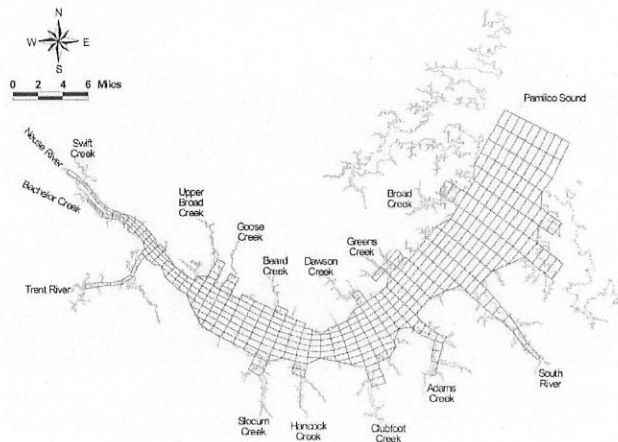 N
W E
S
0 2 4 6 Miles
Pamlico Sound
Neuse River
Swift
Creek
Bachelor Creek
Upper
Broad
Creek
Goose
Creek
Beard
Creek
Dawson
Creek
Greens
Creek
Broad
Creek
Trent River
Slocum
Creek
Hancock
Creek
Clubfoot
Creek
Adams
Creek
South
River